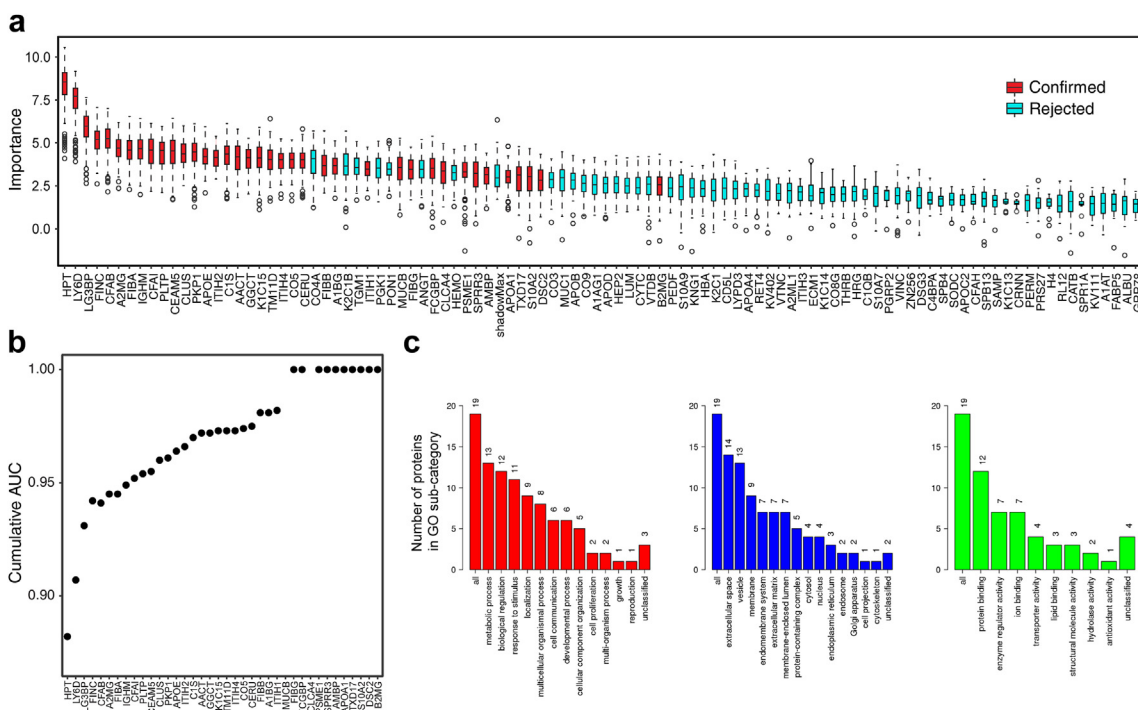 a
Importance
10.0
7.5
5.0
2.5
0.0
Confirmed
Rejected
HPT
LY6D
LG3BP
FINC
CFAB
A2MG
FIBA
IGHM
CFAI
PLTP
CEAM5
CLUS
PKP1
APOE
ITIH2
C1S
AACT
GGCT
K1C15
TM11D
ITIH4
CO5
CERU
CO4A
FIBB
A1BG
K2C1B
TGM1
ITIH1
PGK1
PON1
MUCB
FIBG
ANGT
FCGBP
CLCA4
HEMO
PSME1
SPRR3
AMBP
shadowMax
APOA1
TXD17
S10A2
DSC2
CO3
MUC1
APOB
CO9
A1AG1
APOD
HEP2
LUM
CYTC
VTDB
B2MG
PEDF
S10A9
KNG1
HBA
PKC1
CD5L
LYPD3
APOA4
RET4
KV402
VTNC
A2ML1
ITIH3
ECM1
K1C14
CO8G
THRB
HRG
C1QB
S10A7
PGRP2
VINC
ZN256
DSG3
C4BPA
SPB4
SODC
APOC2
CFAH
SPB13
SAMP
K1C10
CRNN
PERM
PRS27
H4
RL12
CATB
SPR1A
KV111
A1AT
FABP5
ALBU
GRP78
b
Cumulative AUC
1.00
0.95
0.90
HPT
LY6D
LG3BP
FINC
CFAB
A2MG
FIBA
IGHM
CFAI
PLTP
CEAM5
CLUS
PKP1
APOE
ITIH2
C1S
AACT
GGCT
K1C15
TM11D
ITIH4
CO5
CERU
FIBB
A1BG
ITIH1
MUCB
FIBG
FCGBP
CLCA4
PSME1
SPRR3
AMBP
APOA1
TXD17
S10A2
DSC2
B2MG
c
Number of proteins
in GO sub-category
20
15
10
5
0
19
13
12
11
9
8
6
6
5
2
2
1
1
3
all
metabolic process
biological regulation
response to stimulus
localization
multicellular organismal process
cell communication
developmental process
cellular component organization
cell proliferation
multi-organism process
growth
reproduction
unclassified
20
15
10
5
0
19
14
13
9
7
7
7
5
4
4
3
2
2
1
1
2
all
extracellular space
vesicle
membrane
endomembrane system
extracellular matrix
membrane-enclosed lumen
protein-containing complex
cytosol
nucleus
endoplasmic reticulum
endosome
Golgi apparatus
cell projection
cytoskeleton
unclassified
20
15
10
5
0
19
12
7
7
4
3
3
2
1
4
all
protein binding
enzyme regulator activity
ion binding
transporter activity
lipid binding
structural molecule activity
hydrolase activity
antioxidant activity
unclassified